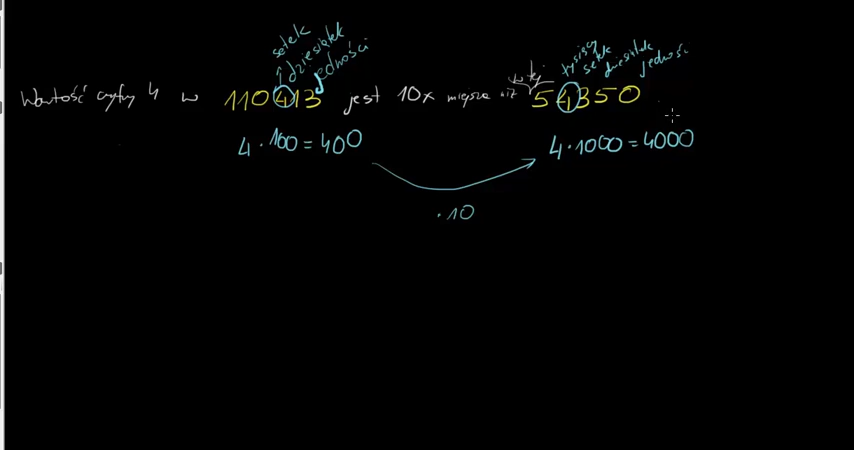 setek
dziesiątek
jedności
tysięcy
setek
dziesiątek
jedności
w tej
Wartość cyfry 4 w 110413 jest 10x mniejsza niż 54350
4 · 100 = 400
4 · 1000 = 4000
· 10